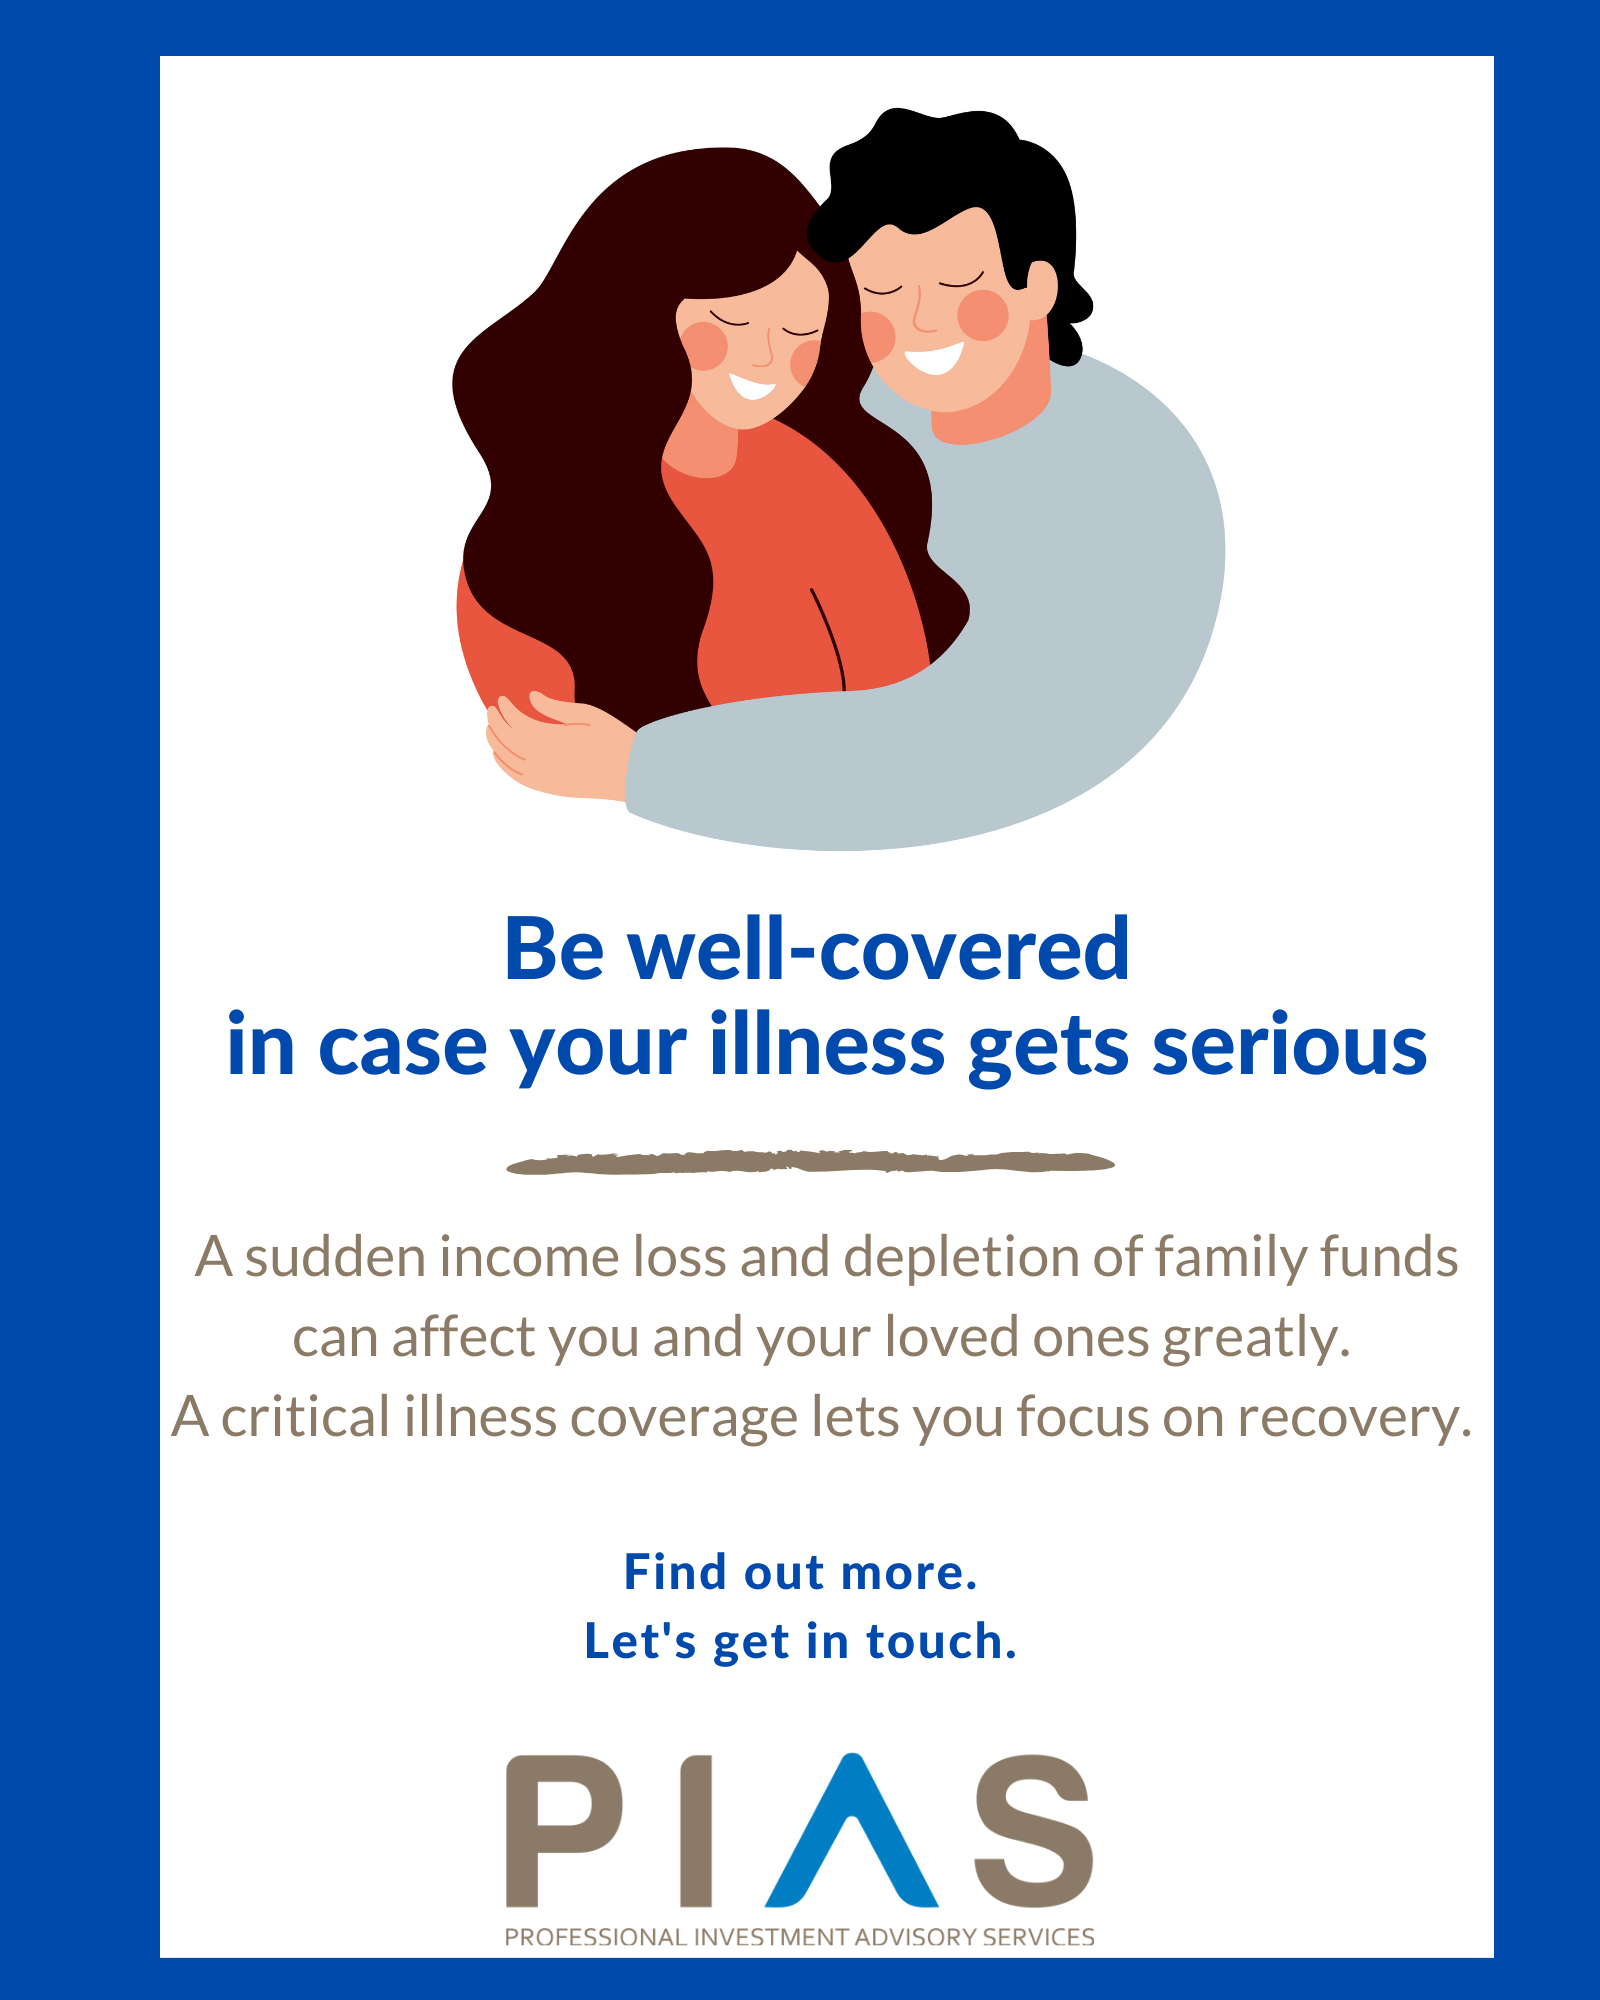 Be well-covered
in case your illness gets serious
A sudden income loss and depletion of family funds
can affect you and your loved ones greatly.
A critical illness coverage lets you focus on recovery.
Find out more.
Let's get in touch.
PIAS
PROFESSIONAL INVESTMENT ADVISORY SERVICES